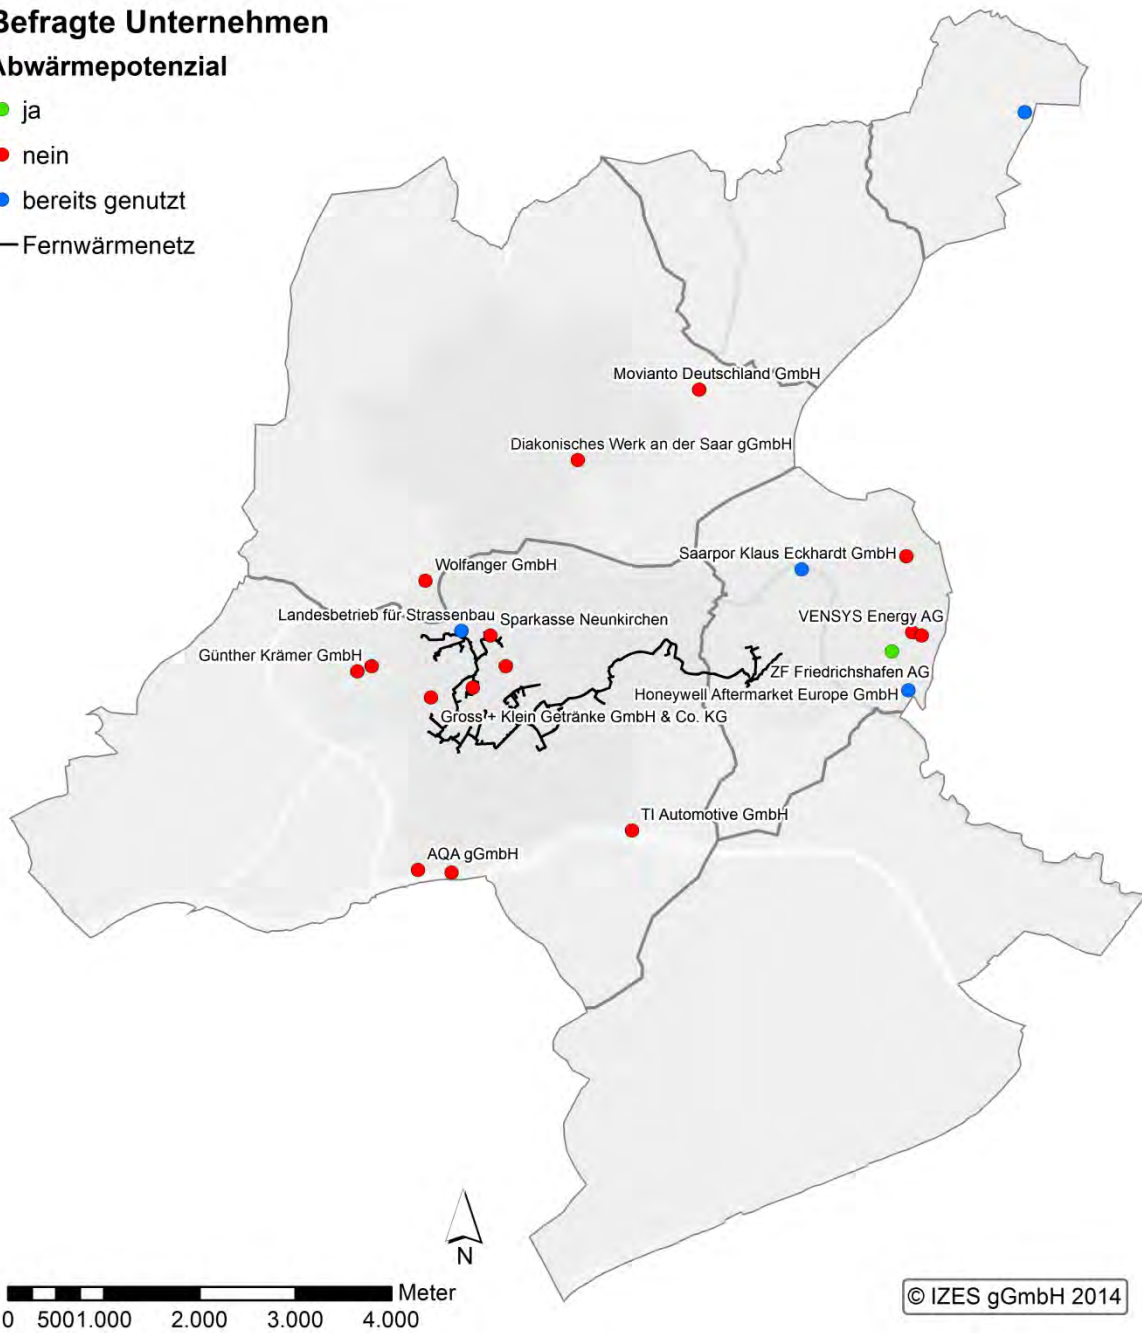 Befragte Unternehmen
Abwärmepotenzial
ja
nein
bereits genutzt
Fernwärmenetz
Movianto Deutschland GmbH
Diakonisches Werk an der Saar gGmbH
Saarpor Klaus Eckhardt GmbH
Wolfanger GmbH
Landesbetrieb für Strassenbau
Sparkasse Neunkirchen
VENSYS Energy AG
Günther Krämer GmbH
ZF Friedrichshafen AG
Honeywell Aftermarket Europe GmbH
Gross + Klein Getränke GmbH & Co. KG
TI Automotive GmbH
AQA gGmbH
N
Meter
0 500 1.000 2.000 3.000 4.000
© IZES gGmbH 2014